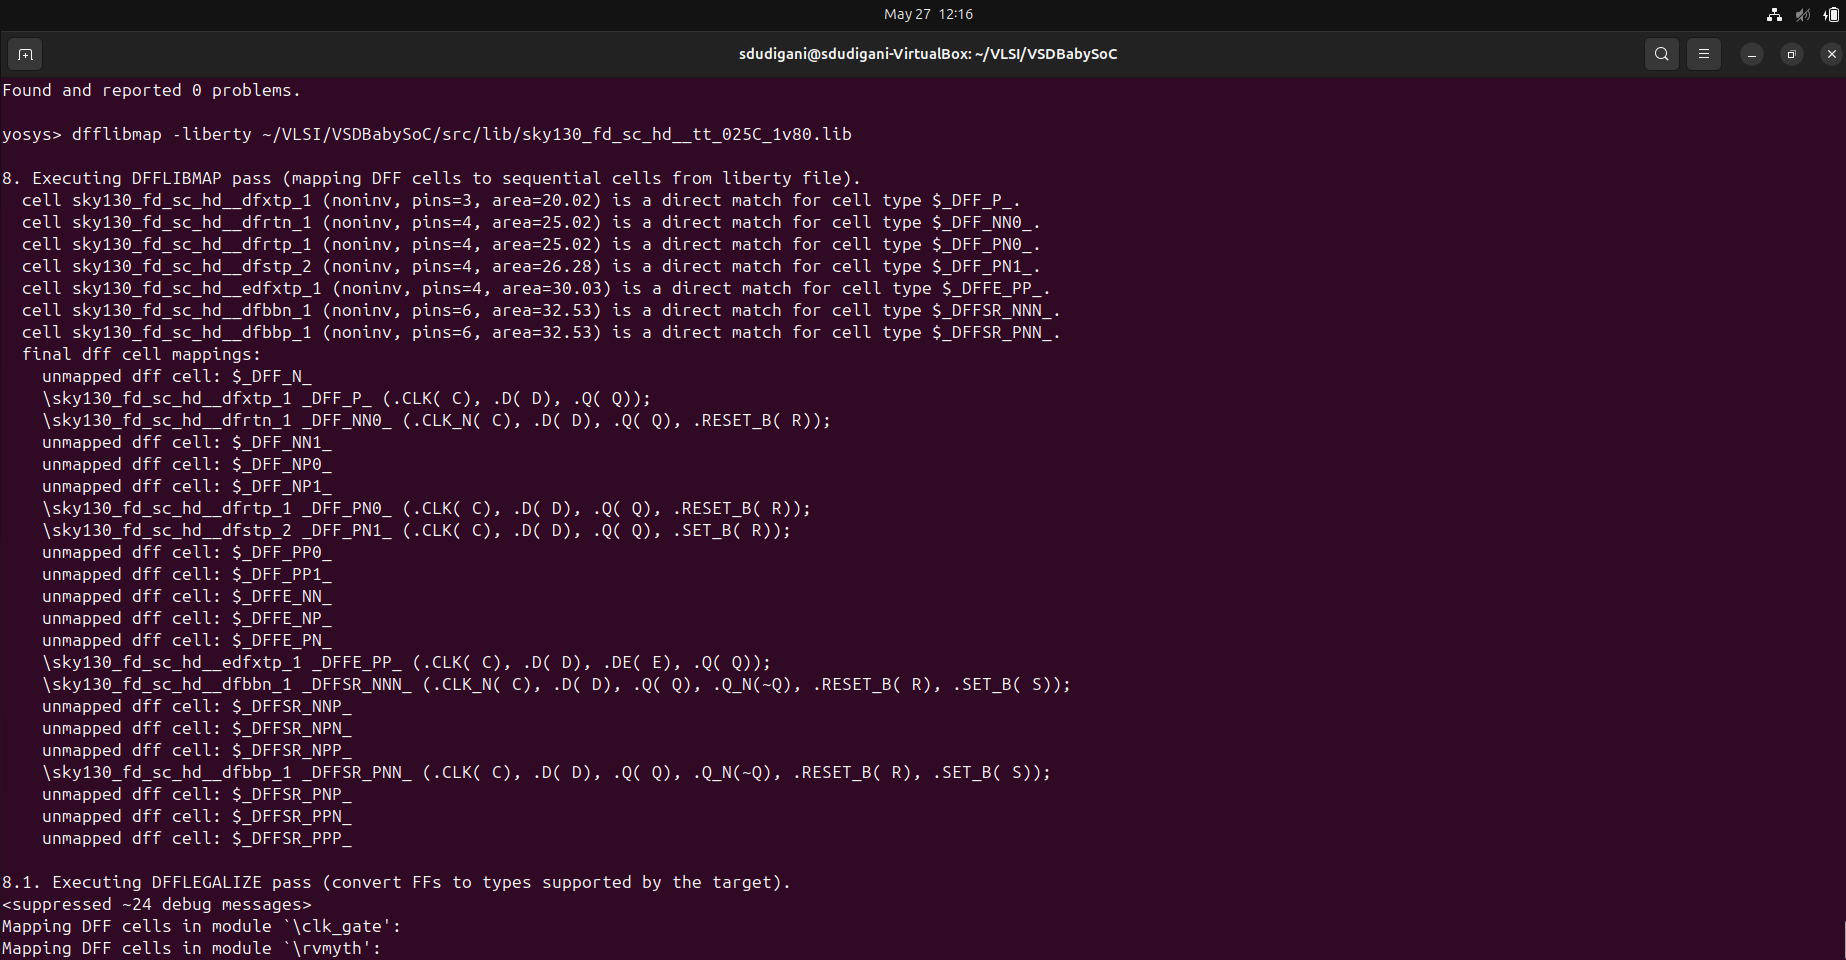 May 27 12:16
sdudigani@sdudigani-VirtualBox: ~/VLSI/VSDBabySoC
Found and reported 0 problems.
yosys> dfflibmap -liberty ~/VLSI/VSDBabySoC/src/lib/sky130_fd_sc_hd__tt_025C_1v80.lib
8. Executing DFFLIBMAP pass (mapping DFF cells to sequential cells from liberty file).
cell sky130_fd_sc_hd__dfxtp_1 (noninv, pins=3, area=20.02) is a direct match for cell type $_DFF_P_.
cell sky130_fd_sc_hd__dfrtn_1 (noninv, pins=4, area=25.02) is a direct match for cell type $_DFF_NN0_.
cell sky130_fd_sc_hd__dfrtp_1 (noninv, pins=4, area=25.02) is a direct match for cell type $_DFF_PN0_.
cell sky130_fd_sc_hd__dfstp_2 (noninv, pins=4, area=26.28) is a direct match for cell type $_DFF_PN1_.
cell sky130_fd_sc_hd__edfxtp_1 (noninv, pins=4, area=30.03) is a direct match for cell type $_DFFE_PP_.
cell sky130_fd_sc_hd__dfbbn_1 (noninv, pins=6, area=32.53) is a direct match for cell type $_DFFSR_NNN_.
cell sky130_fd_sc_hd__dfbbp_1 (noninv, pins=6, area=32.53) is a direct match for cell type $_DFFSR_PNN_.
final dff cell mappings:
unmapped dff cell: $_DFF_N_
\sky130_fd_sc_hd__dfxtp_1 _DFF_P_ (.CLK( C), .D( D), .Q( Q));
\sky130_fd_sc_hd__dfrtn_1 _DFF_NN0_ (.CLK_N( C), .D( D), .Q( Q), .RESET_B( R));
unmapped dff cell: $_DFF_NN1_
unmapped dff cell: $_DFF_NP0_
unmapped dff cell: $_DFF_NP1_
\sky130_fd_sc_hd__dfrtp_1 _DFF_PN0_ (.CLK( C), .D( D), .Q( Q), .RESET_B( R));
\sky130_fd_sc_hd__dfstp_2 _DFF_PN1_ (.CLK( C), .D( D), .Q( Q), .SET_B( R));
unmapped dff cell: $_DFF_PP0_
unmapped dff cell: $_DFF_PP1_
unmapped dff cell: $_DFFE_NN_
unmapped dff cell: $_DFFE_NP_
unmapped dff cell: $_DFFE_PN_
\sky130_fd_sc_hd__edfxtp_1 _DFFE_PP_ (.CLK( C), .D( D), .DE( E), .Q( Q));
\sky130_fd_sc_hd__dfbbn_1 _DFFSR_NNN_ (.CLK_N( C), .D( D), .Q( Q), .Q_N(~Q), .RESET_B( R), .SET_B( S));
unmapped dff cell: $_DFFSR_NNP_
unmapped dff cell: $_DFFSR_NPN_
unmapped dff cell: $_DFFSR_NPP_
\sky130_fd_sc_hd__dfbbp_1 _DFFSR_PNN_ (.CLK( C), .D( D), .Q( Q), .Q_N(~Q), .RESET_B( R), .SET_B( S));
unmapped dff cell: $_DFFSR_PNP_
unmapped dff cell: $_DFFSR_PPN_
unmapped dff cell: $_DFFSR_PPP_
8.1. Executing DFFLEGALIZE pass (convert FFs to types supported by the target).
<suppressed ~24 debug messages>
Mapping DFF cells in module `\clk_gate':
Mapping DFF cells in module `\rvmyth':